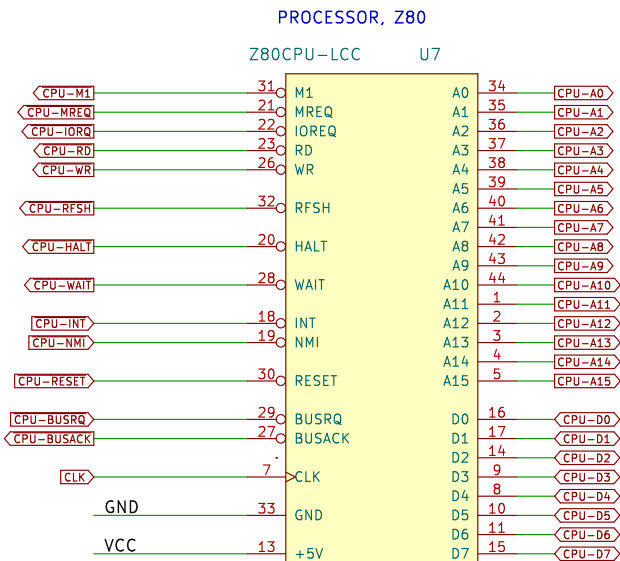 PROCESSOR, Z80
Z80CPU-LCC U7
CPU-M1 31 M1 A0 34 CPU-A0
CPU-MREQ 21 MREQ A1 35 CPU-A1
CPU-IORQ 22 IOREQ A2 36 CPU-A2
CPU-RD 23 RD A3 37 CPU-A3
CPU-WR 26 WR A4 38 CPU-A4
A5 39 CPU-A5
CPU-RFSH 32 RFSH A6 40 CPU-A6
A7 41 CPU-A7
CPU-HALT 20 HALT A8 42 CPU-A8
A9 43 CPU-A9
CPU-WAIT 28 WAIT A10 44 CPU-A10
A11 1 CPU-A11
CPU-INT 18 INT A12 2 CPU-A12
CPU-NMI 19 NMI A13 3 CPU-A13
A14 4 CPU-A14
CPU-RESET 30 RESET A15 5 CPU-A15
CPU-BUSRQ 29 BUSRQ D0 16 CPU-D0
CPU-BUSACK 27 BUSACK D1 17 CPU-D1
D2 14 CPU-D2
CLK 7 CLK D3 9 CPU-D3
D4 8 CPU-D4
GND 33 GND D5 10 CPU-D5
D6 11 CPU-D6
VCC 13 +5V D7 15 CPU-D7